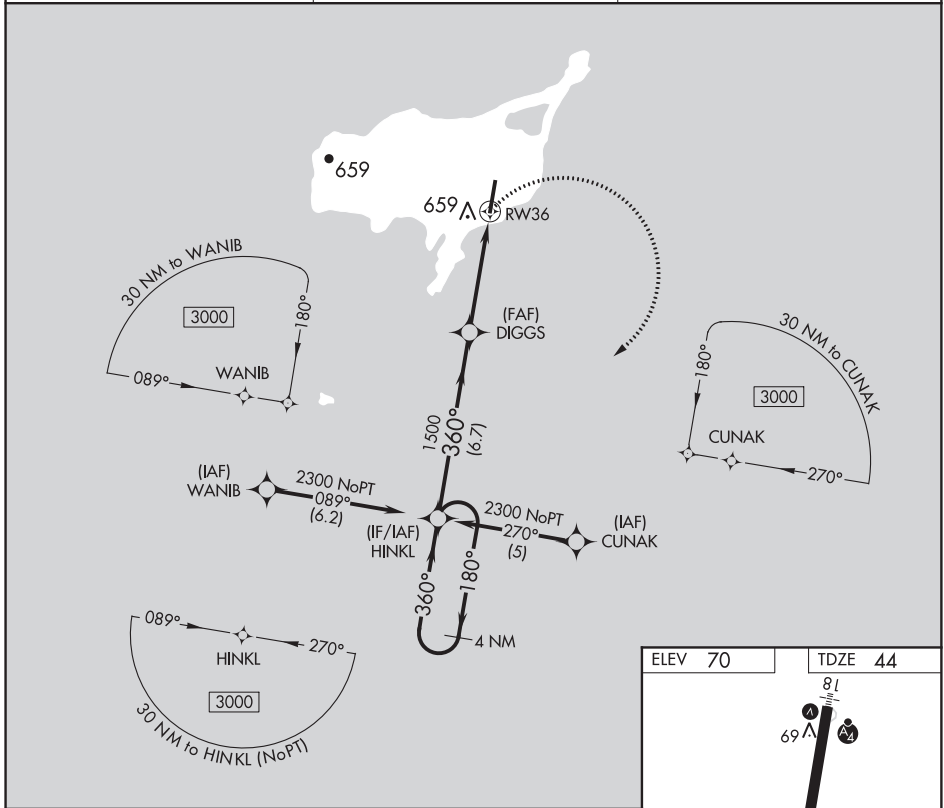 659
659
RW36
30 NM to WANIB
3000
180°
089°
WANIB
(FAF)
DIGGS
30 NM to CUNAK
180°
3000
CUNAK
270°
1500
360°
(6.7)
(IAF)
WANIB
2300 NoPT
089°
(6.2)
(IF/IAF)
HINKL
2300 NoPT
270°
(5)
(IAF)
CUNAK
360°
180°
4 NM
089°
270°
HINKL
3000
30 NM to HINKL (NoPT)
ELEV 70
TDZE 44
18
69
A4